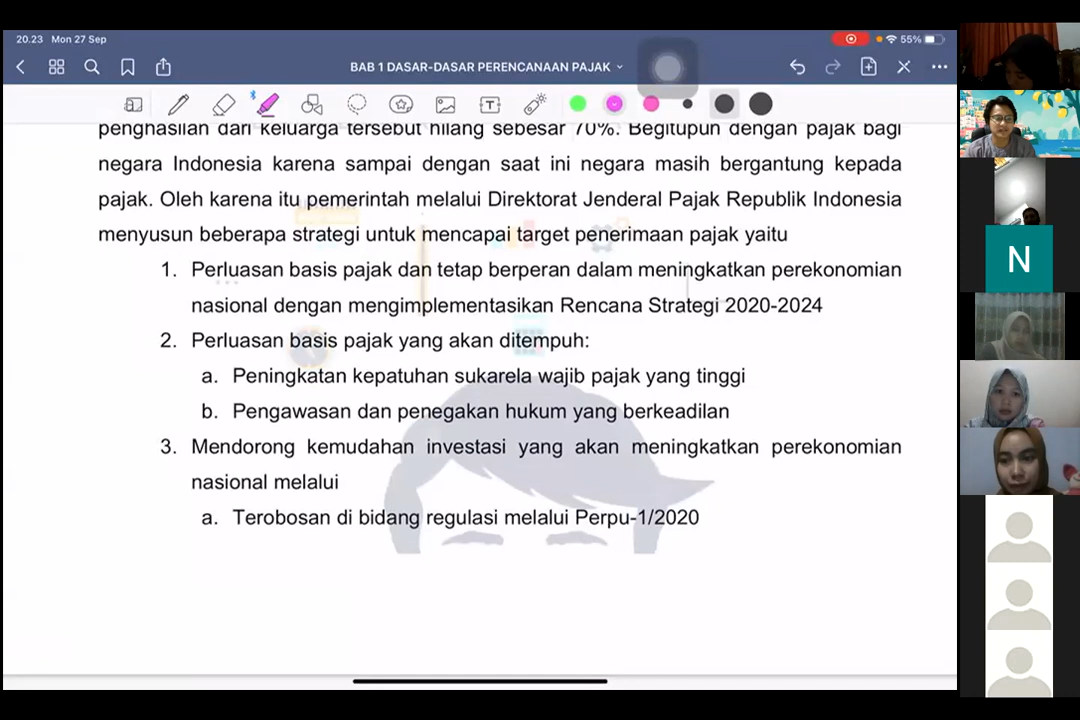 20.23 Mon 27 Sep
55%
BAB 1 DASAR-DASAR PERENCANAAN PAJAK
penghasilan dari keluarga tersebut hilang sebesar 70%. Begitupun dengan pajak bagi
negara Indonesia karena sampai dengan saat ini negara masih bergantung kepada
pajak. Oleh karena itu pemerintah melalui Direktorat Jenderal Pajak Republik Indonesia
menyusun beberapa strategi untuk mencapai target penerimaan pajak yaitu
1. Perluasan basis pajak dan tetap berperan dalam meningkatkan perekonomian
nasional dengan mengimplementasikan Rencana Strategi 2020-2024
2. Perluasan basis pajak yang akan ditempuh:
a. Peningkatan kepatuhan sukarela wajib pajak yang tinggi
b. Pengawasan dan penegakan hukum yang berkeadilan
3. Mendorong kemudahan investasi yang akan meningkatkan perekonomian
nasional melalui
a. Terobosan di bidang regulasi melalui Perpu-1/2020
N